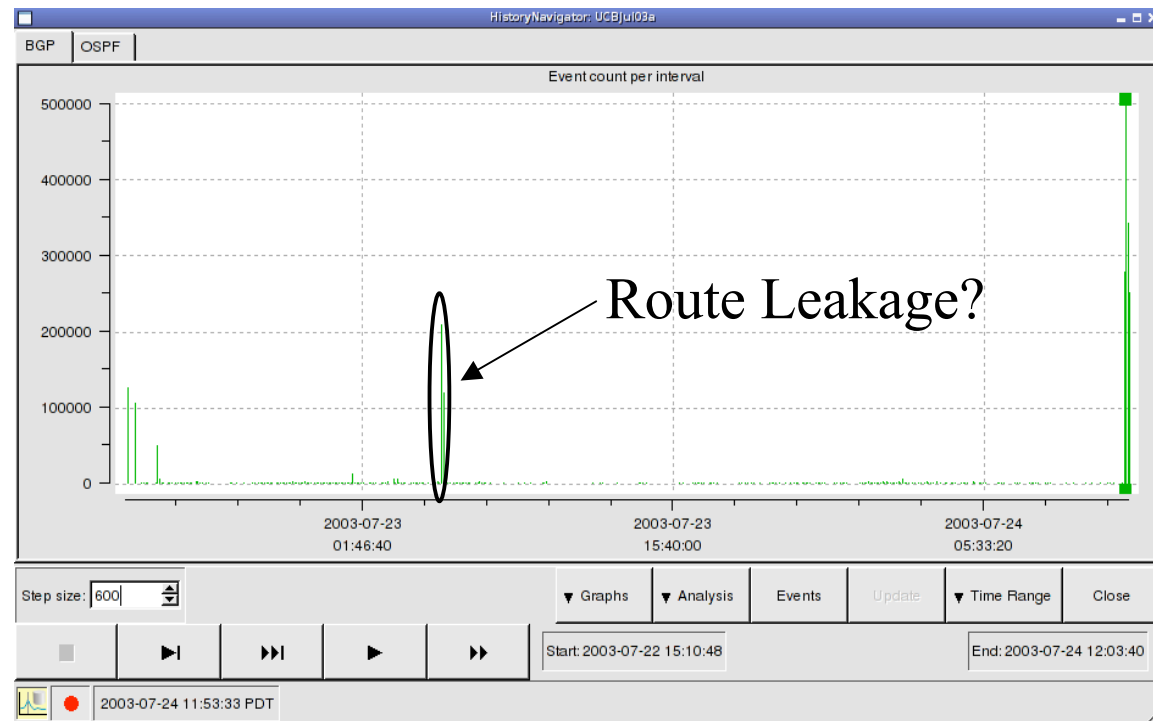 HistoryNavigator: UCBJul03a
BGP
OSPF
Event count per interval
500000
400000
300000
200000
100000
0
Route Leakage?
2003-07-23
01:46:40
2003-07-23
15:40:00
2003-07-24
05:33:20
Step size: 600
Graphs
Analysis
Events
Update
Time Range
Close
Start: 2003-07-22 15:10:48
End: 2003-07-24 12:03:40
2003-07-24 11:53:33 PDT